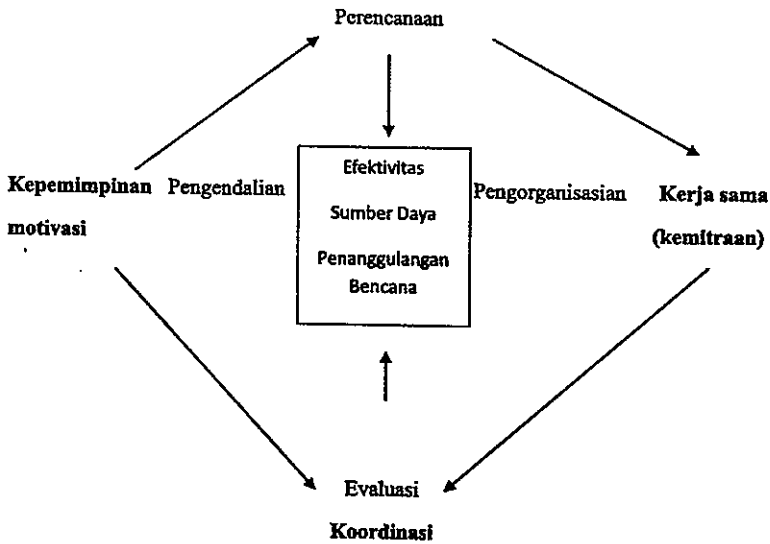 Perencanaan
Efektivitas
Kepemimpinan Pengendalian Pengorganisasian Kerja sama
Sumber Daya
motivasi (kemitraan)
Penanggulangan
Bencana
Evaluasi
Koordinasi